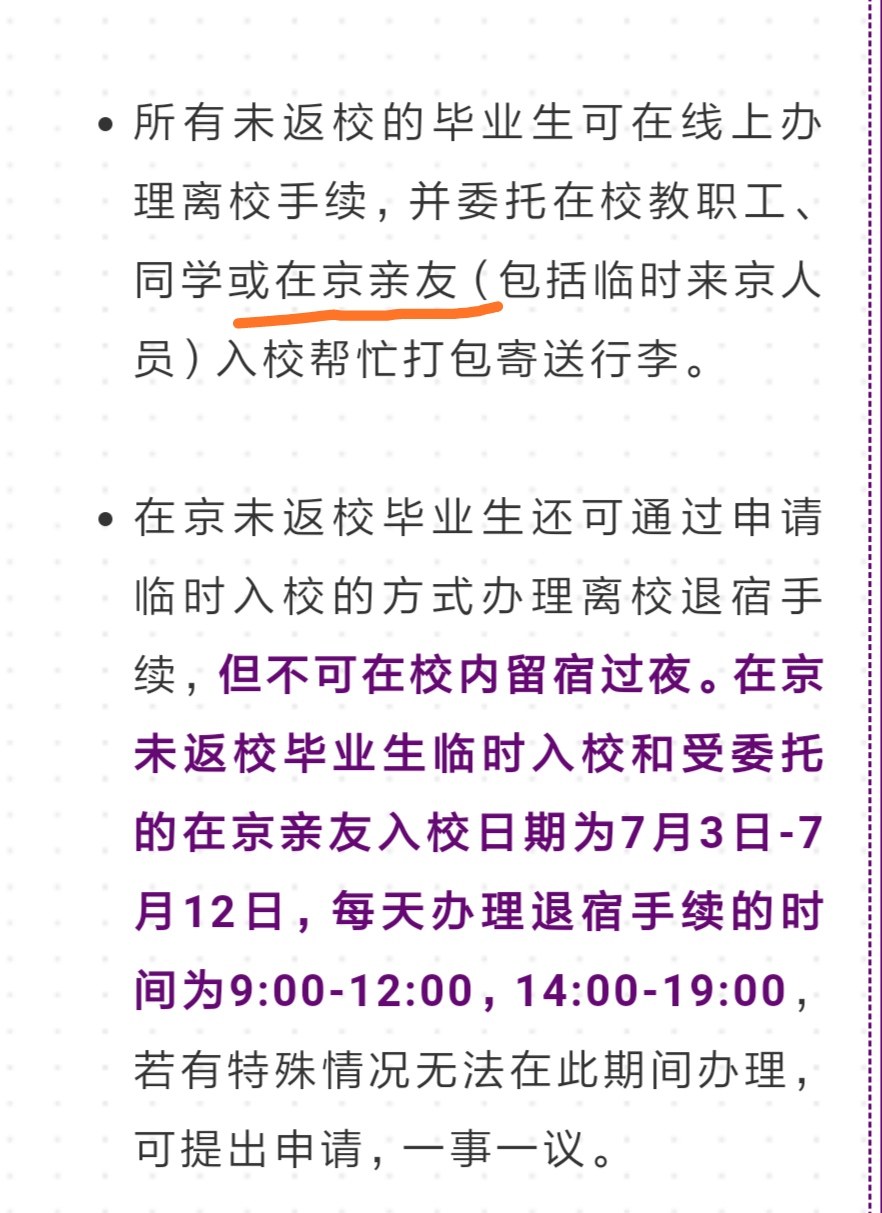 • 所有未返校的毕业生可在线上办
理离校手续，并委托在校教职工、
同学或在京亲友（包括临时来京人
员）入校帮忙打包寄送行李。
• 在京未返校毕业生还可通过申请
临时入校的方式办理离校退宿手
续，但不可在校内留宿过夜。在京
未返校毕业生临时入校和受委托
的在京亲友入校日期为7月3日-7
月12日，每天办理退宿手续的时
间为9:00-12:00，14:00-19:00，
若有特殊情况无法在此期间办理，
可提出申请，一事一议。